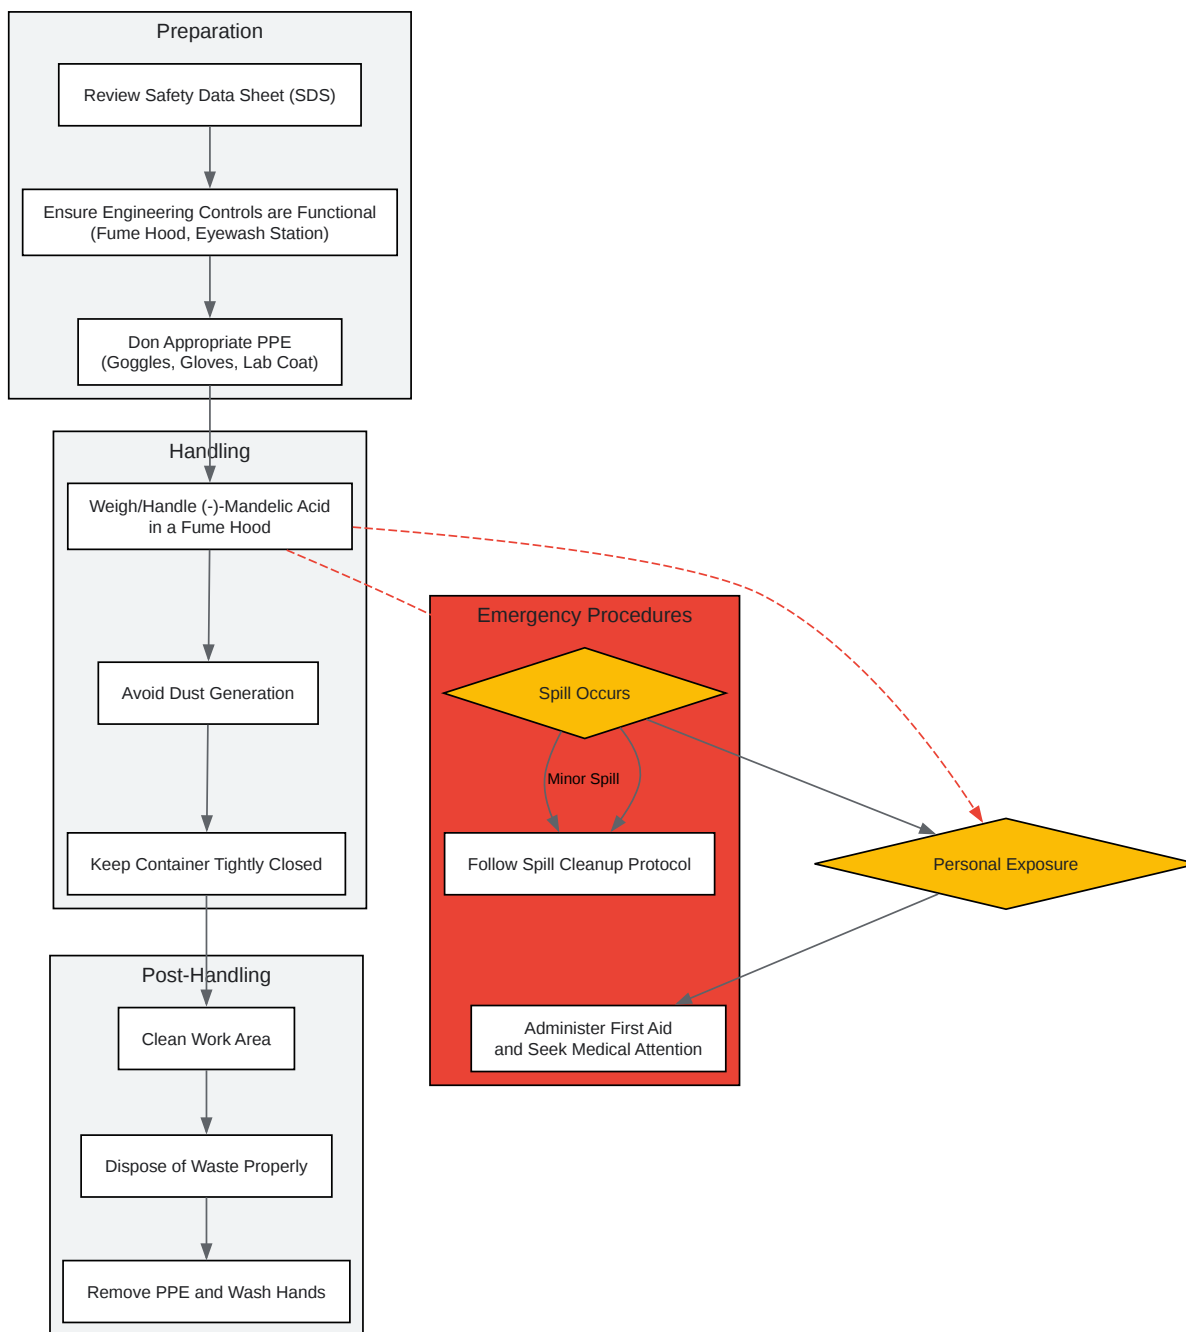 Preparation
Review Safety Data Sheet (SDS)
Ensure Engineering Controls are Functional
(Fume Hood, Eyewash Station)
Don Appropriate PPE
(Goggles, Gloves, Lab Coat)
Handling
Weigh/Handle (-)-Mandelic Acid
in a Fume Hood
Avoid Dust Generation
Keep Container Tightly Closed
Emergency Procedures
Spill Occurs
Minor Spill
Follow Spill Cleanup Protocol
Personal Exposure
Administer First Aid
and Seek Medical Attention
Post-Handling
Clean Work Area
Dispose of Waste Properly
Remove PPE and Wash Hands